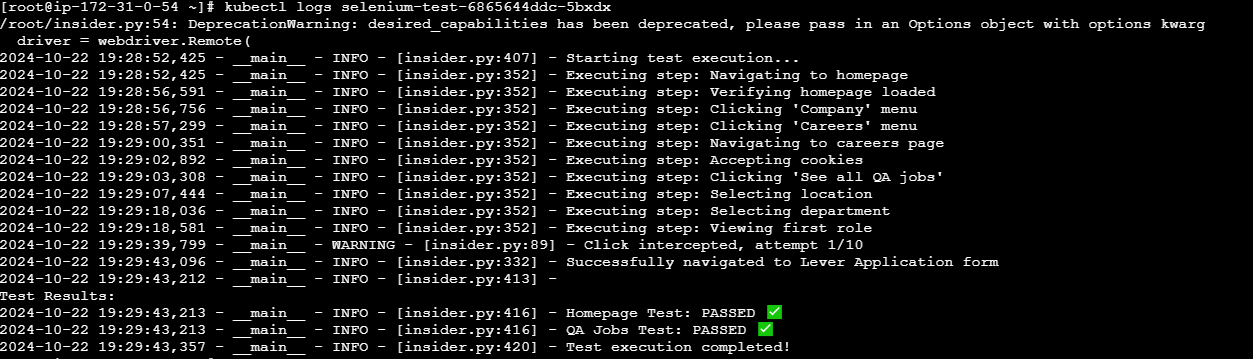 [root@ip-172-31-0-54 ~]# kubectl logs selenium-test-6865644ddc-5bxdx
/root/insider.py:54: DeprecationWarning: desired_capabilities has been deprecated, please pass in an Options object with options kwarg
  driver = webdriver.Remote(
2024-10-22 19:28:52,425 - __main__ - INFO - [insider.py:407] - Starting test execution...
2024-10-22 19:28:52,425 - __main__ - INFO - [insider.py:352] - Executing step: Navigating to homepage
2024-10-22 19:28:56,591 - __main__ - INFO - [insider.py:352] - Executing step: Verifying homepage loaded
2024-10-22 19:28:56,756 - __main__ - INFO - [insider.py:352] - Executing step: Clicking 'Company' menu
2024-10-22 19:28:57,299 - __main__ - INFO - [insider.py:352] - Executing step: Clicking 'Careers' menu
2024-10-22 19:29:00,351 - __main__ - INFO - [insider.py:352] - Executing step: Navigating to careers page
2024-10-22 19:29:02,892 - __main__ - INFO - [insider.py:352] - Executing step: Accepting cookies
2024-10-22 19:29:03,308 - __main__ - INFO - [insider.py:352] - Executing step: Clicking 'See all QA jobs'
2024-10-22 19:29:07,444 - __main__ - INFO - [insider.py:352] - Executing step: Selecting location
2024-10-22 19:29:18,036 - __main__ - INFO - [insider.py:352] - Executing step: Selecting department
2024-10-22 19:29:18,581 - __main__ - INFO - [insider.py:352] - Executing step: Viewing first role
2024-10-22 19:29:39,799 - __main__ - WARNING - [insider.py:89] - Click intercepted, attempt 1/10
2024-10-22 19:29:43,096 - __main__ - INFO - [insider.py:332] - Successfully navigated to Lever Application form
2024-10-22 19:29:43,212 - __main__ - INFO - [insider.py:413] -
Test Results:
2024-10-22 19:29:43,213 - __main__ - INFO - [insider.py:416] - Homepage Test: PASSED ✅
2024-10-22 19:29:43,213 - __main__ - INFO - [insider.py:416] - QA Jobs Test: PASSED ✅
2024-10-22 19:29:43,357 - __main__ - INFO - [insider.py:420] - Test execution completed!